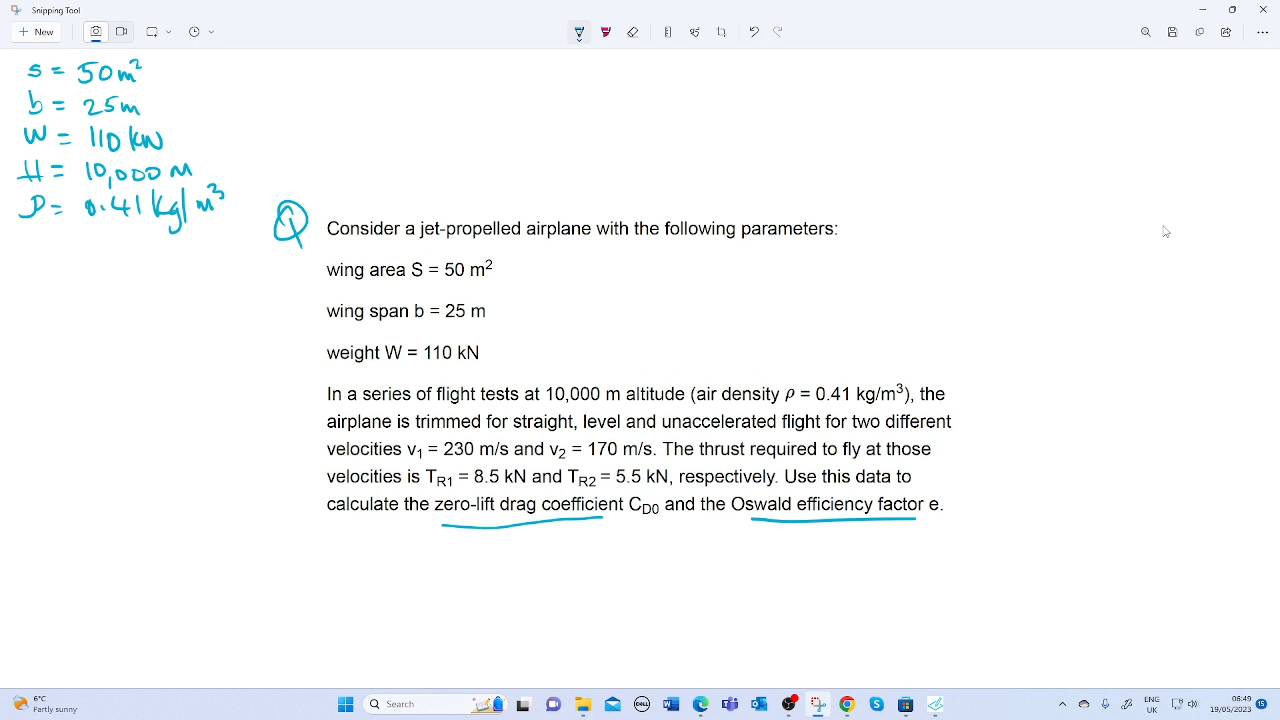 Snipping Tool
New
s = 50 m²
b = 25m
W = 110 kN
H = 10,000 m
ρ = 0.41 kg/m³
Q Consider a jet-propelled airplane with the following parameters:
wing area S = 50 m²
wing span b = 25 m
weight W = 110 kN
In a series of flight tests at 10,000 m altitude (air density ρ = 0.41 kg/m³), the
airplane is trimmed for straight, level and unaccelerated flight for two different
velocities v₁ = 230 m/s and v₂ = 170 m/s. The thrust required to fly at those
velocities is TR1 = 8.5 kN and TR2 = 5.5 kN, respectively. Use this data to
calculate the zero-lift drag coefficient CD0 and the Oswald efficiency factor e.
6°C
Partly sunny
Search
ENG
UK
06:49
19/05/2023